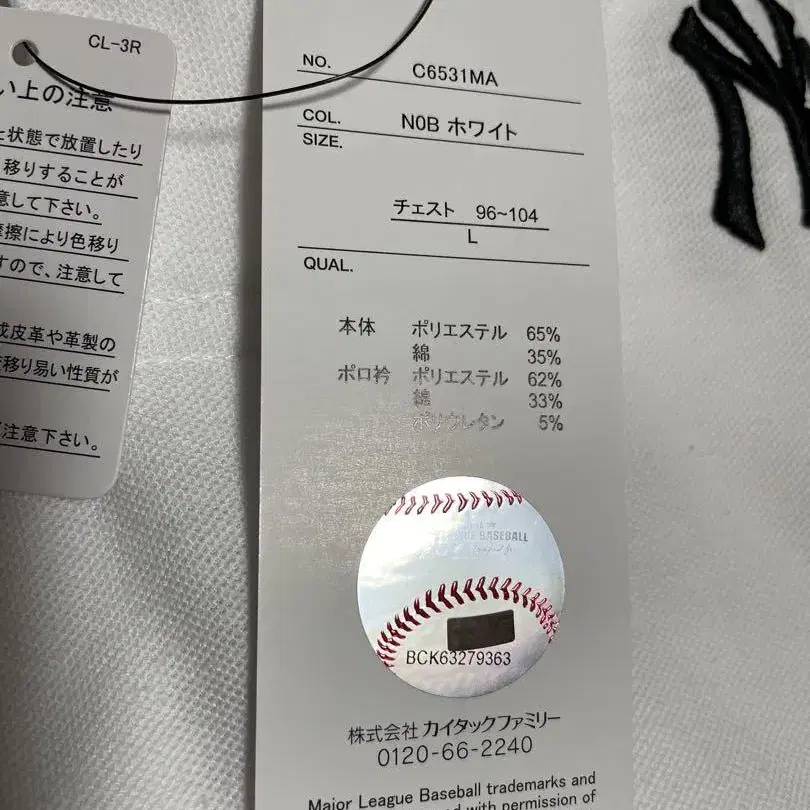 CL-3R
い上の注意
状態で放置したり
移りすることが
意して下さい。
摩擦により色移り
すので、注意して
成皮革や革製の
移り易い性質が
ご注意下さい。
NO. C6531MA
COL. N0B ホワイト
SIZE.
チェスト 96~104
L
QUAL.
本体 ポリエステル 65%
綿 35%
ポロ衿 ポリエステル 62%
綿 33%
ポリウレタン 5%
BASEBALL
BCK63279363
株式会社 カイタックファミリー
0120-66-2240
Major League Baseball trademarks and
with permission of
NY